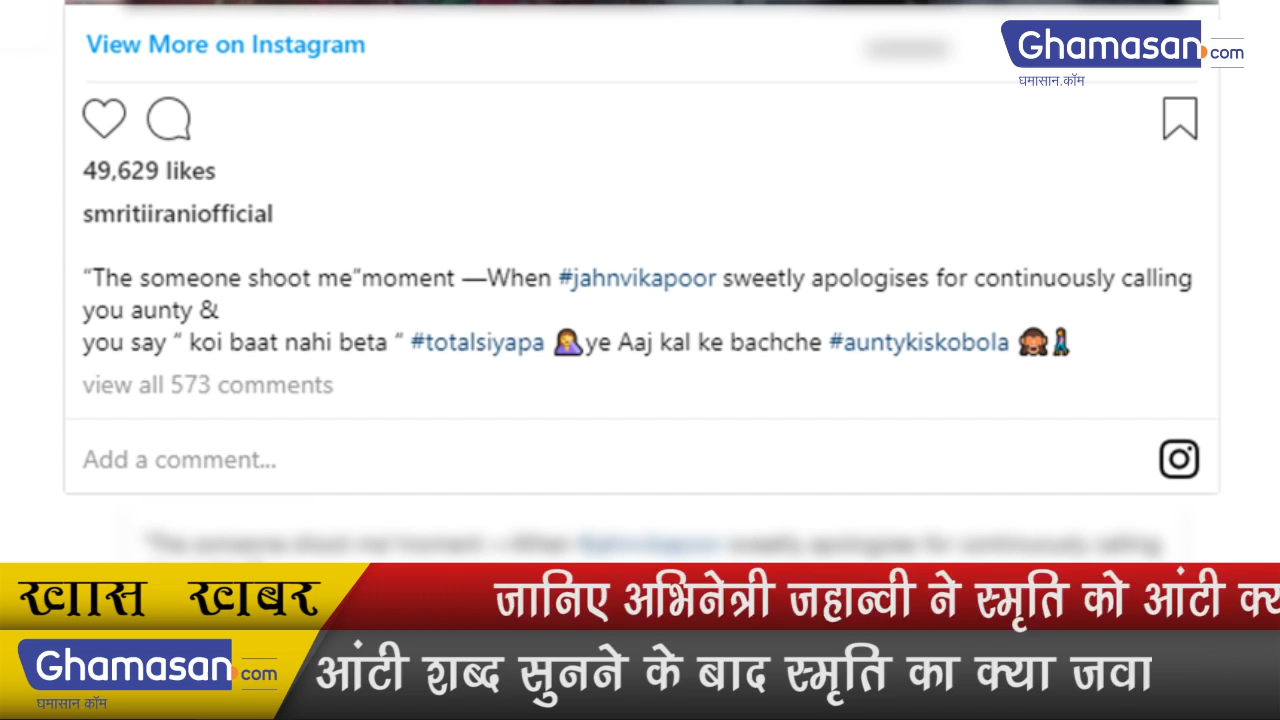 View More on Instagram
Ghamasan.com
घमासान.कॉम
49,629 likes
smritiiraniofficial
“The someone shoot me”moment —When #jahnvikapoor sweetly apologises for continuously calling
you aunty &
you say “ koi baat nahi beta “ #totalsiyapa 🤦‍♀️ye Aaj kal ke bachche #auntykiskobola 🙈🧍‍♀️
view all 573 comments
Add a comment...
खास खबर
जानिए अभिनेत्री जहान्वी ने स्मृति को आंटी क्य
Ghamasan.com
घमासान कॉम
आंटी शब्द सुनने के बाद स्मृति का क्या जवा